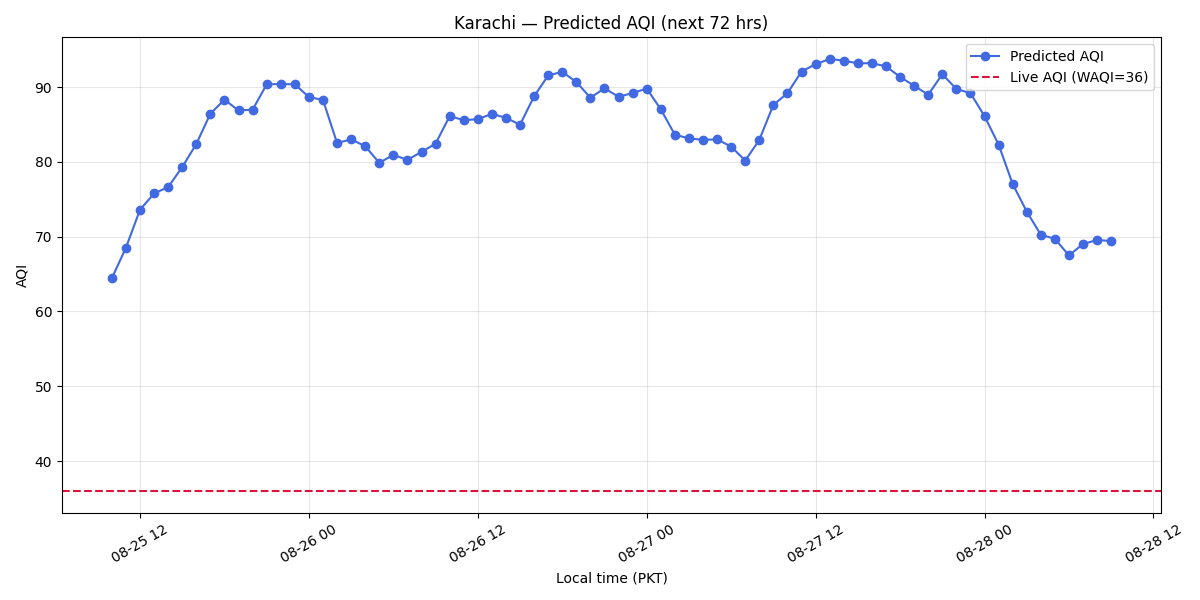 Karachi — Predicted AQI (next 72 hrs)
Predicted AQI
Live AQI (WAQI=36)
AQI
90
80
70
60
50
40
08-25 12
08-26 00
08-26 12
08-27 00
08-27 12
08-28 00
08-28 12
Local time (PKT)